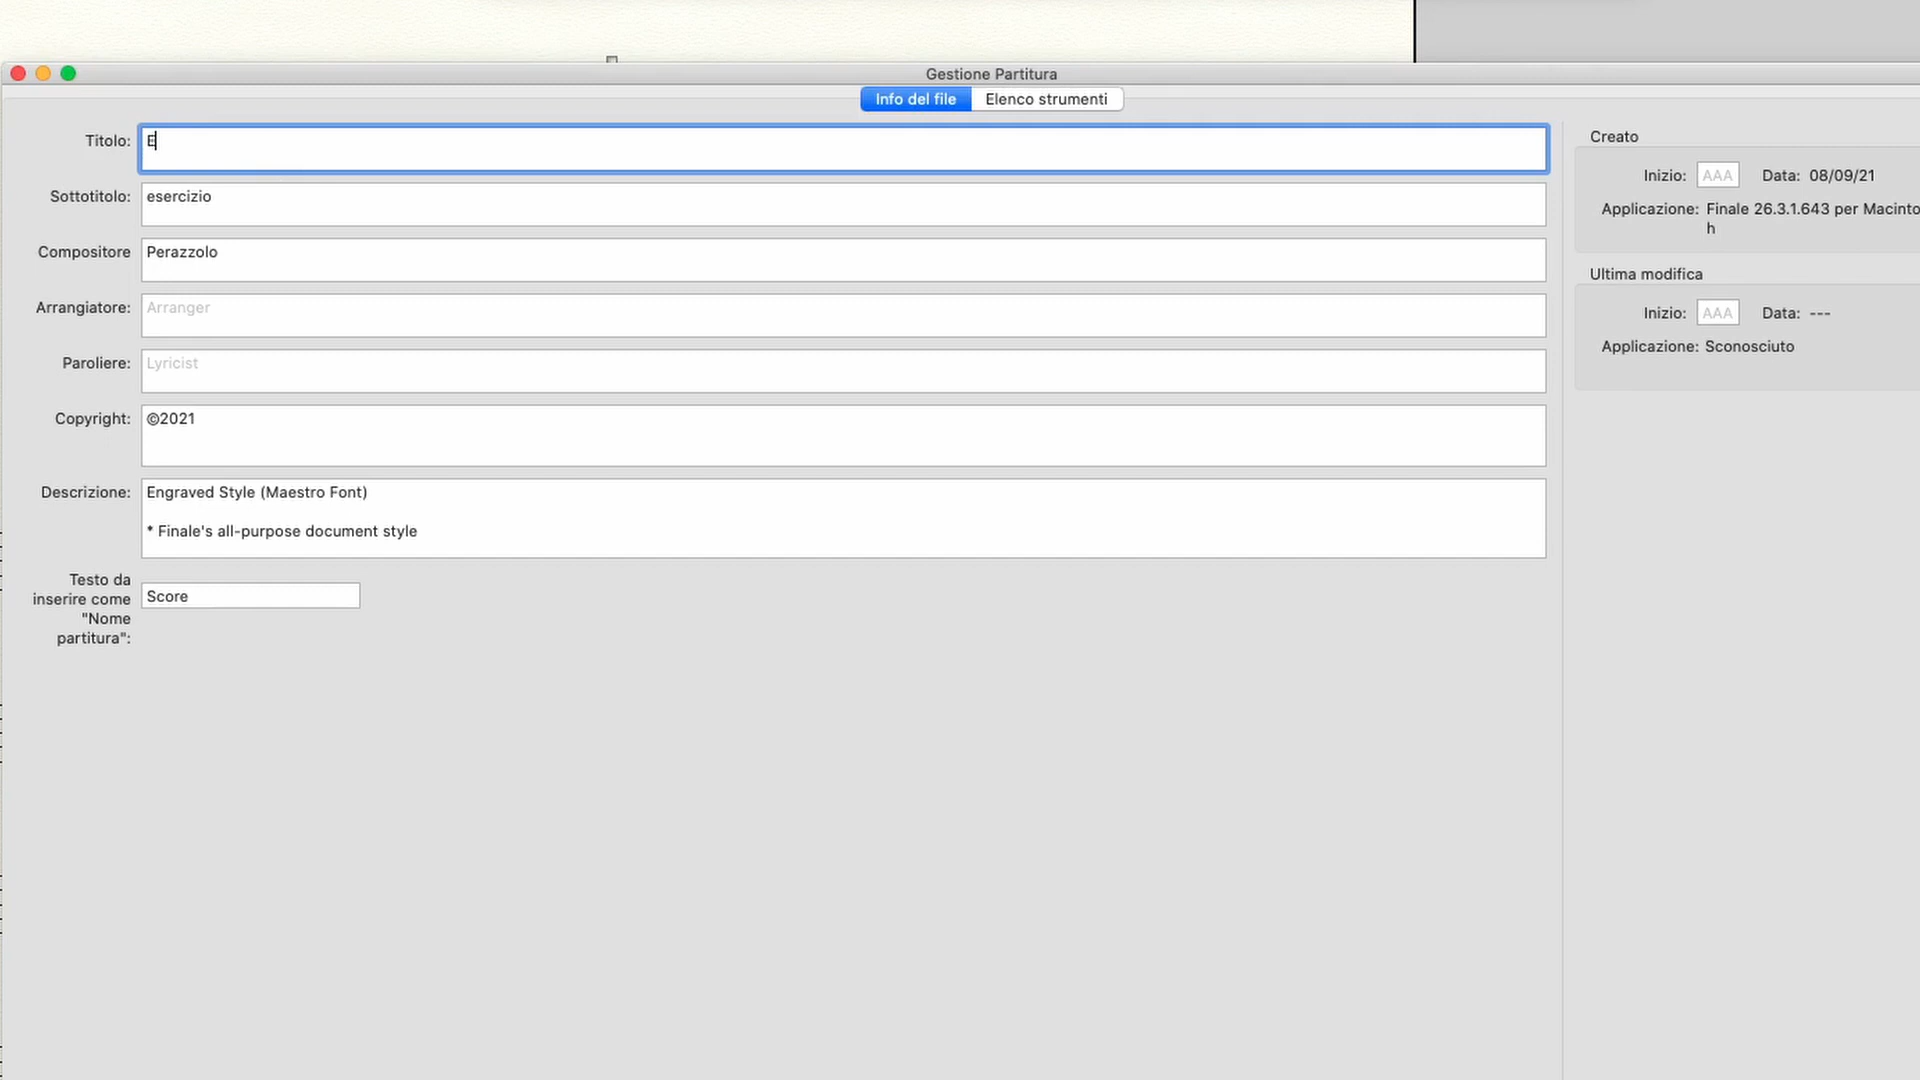 Gestione Partitura
Info del file Elenco strumenti
Titolo: E
Sottotitolo: esercizio
Compositore Perazzolo
Arrangiatore: Arranger
Paroliere: Lyricist
Copyright: ©2021
Descrizione: Engraved Style (Maestro Font)
* Finale's all-purpose document style
Testo da
inserire come
"Nome
partitura":
Score
Creato
Inizio: AAA Data: 08/09/21
Applicazione: Finale 26.3.1.643 per Macinto
h
Ultima modifica
Inizio: AAA Data: ---
Applicazione: Sconosciuto